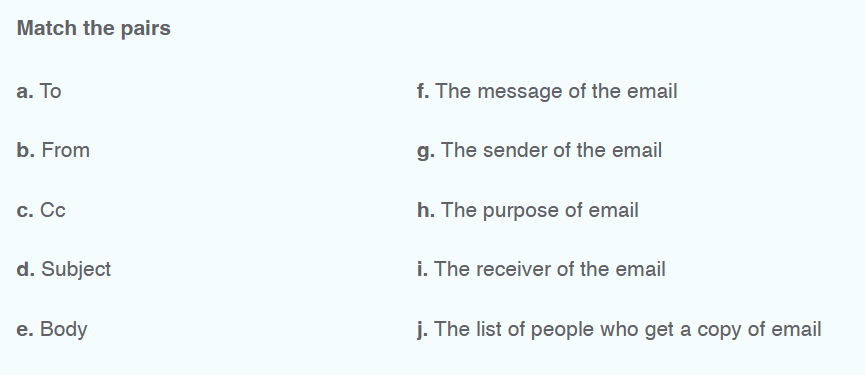 Match the pairs
a. To f. The message of the email
b. From g. The sender of the email
c. Cc h. The purpose of email
d. Subject i. The receiver of the email
e. Body j. The list of people who get a copy of email